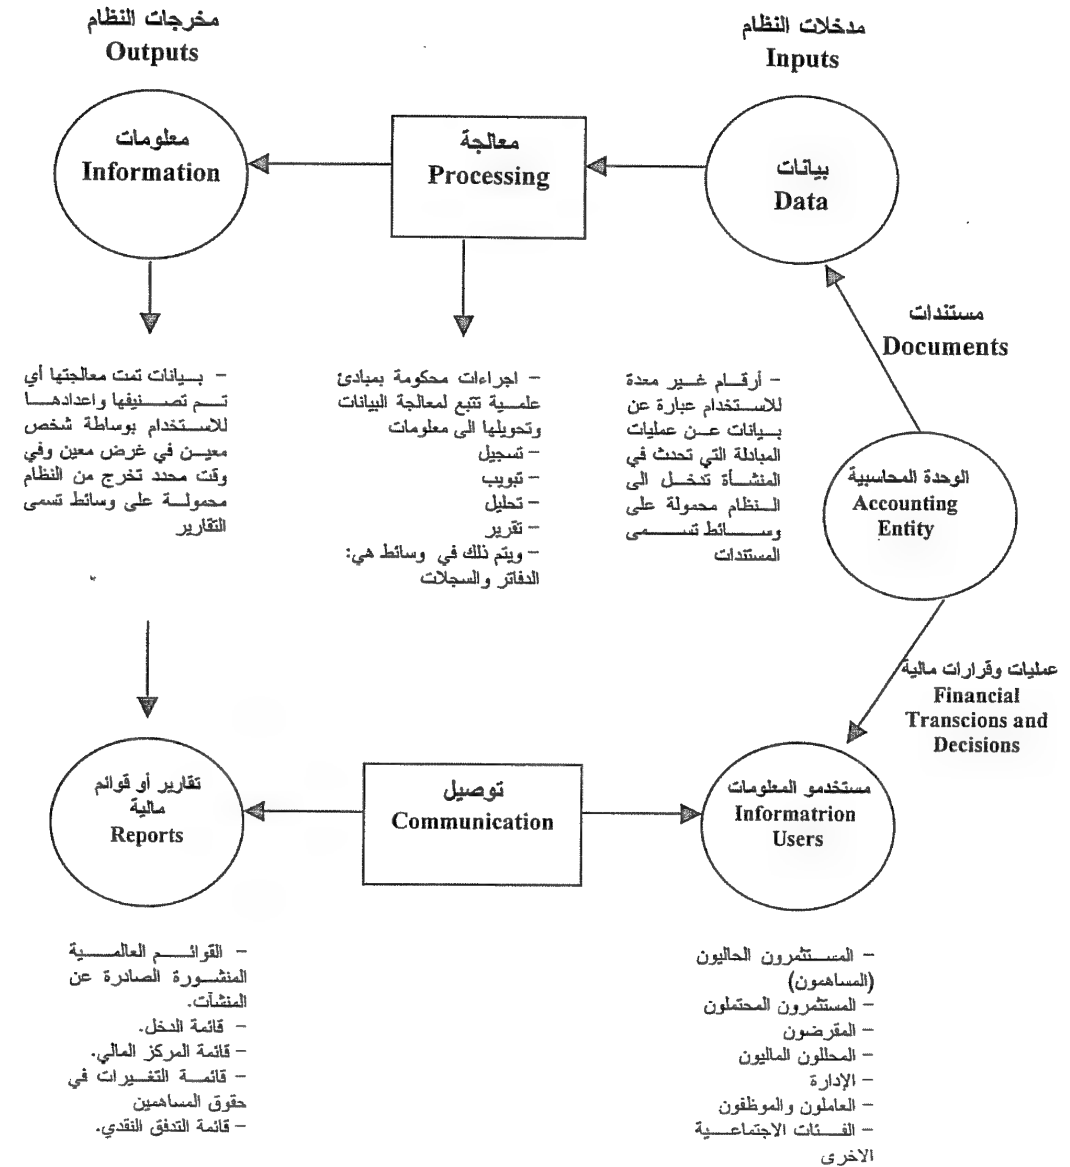 مدخلات النظام
Inputs
مخرجات النظام
Outputs
بيانات
Data
معالجة
Processing
معلومات
Information
مستندات
Documents
– أرقام غير معدة
للاستخدام عبارة عن
بيانات عن عمليات
المبادلة التي تحدث في
المنشأة تدخل الى
النظام محمولة على
وسائط تسمى
المستندات
– اجراءات محكومة بمبادئ
علمية تتبع لمعالجة البيانات
وتحويلها الى معلومات
– تسجيل
– تبويب
– تحليل
– تقرير
– ويتم ذلك في وسائط هي:
الدفاتر والسجلات
– بيانات تمت معالجتها أي
تم تصنيفها واعدادها
للاستخدام بوساطة شخص
معين في غرض معين وفي
وقت محدد تخرج من النظام
محمولة على وسائط تسمى
التقارير
الوحدة المحاسبية
Accounting
Entity
عمليات وقرارات مالية
Financial
Transcions and
Decisions
مستخدمو المعلومات
Informatrion
Users
توصيل
Communication
تقارير أو قوائم
مالية
Reports
– المستثمرون الحاليون
(المساهمون)
– المستثمرون المحتملون
– المقرضون
– المحللون الماليون
– الإدارة
– العاملون والموظفون
– الفئات الاجتماعية
الاخرى
– القوائم العالمية
المنشورة الصادرة عن
المنشآت.
– قائمة الدخل.
– قائمة المركز المالي.
– قائمة التغيرات في
حقوق المساهمين
– قائمة التدفق النقدي.